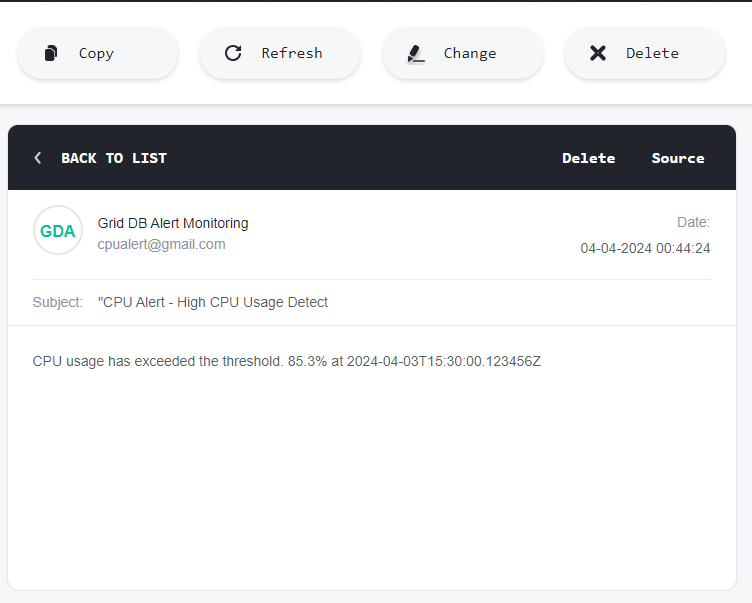 Copy Refresh Change Delete
BACK TO LIST Delete Source
GDA
Grid DB Alert Monitoring
cpualert@gmail.com
Date:
04-04-2024 00:44:24
Subject: "CPU Alert - High CPU Usage Detect
CPU usage has exceeded the threshold. 85.3% at 2024-04-03T15:30:00.123456Z